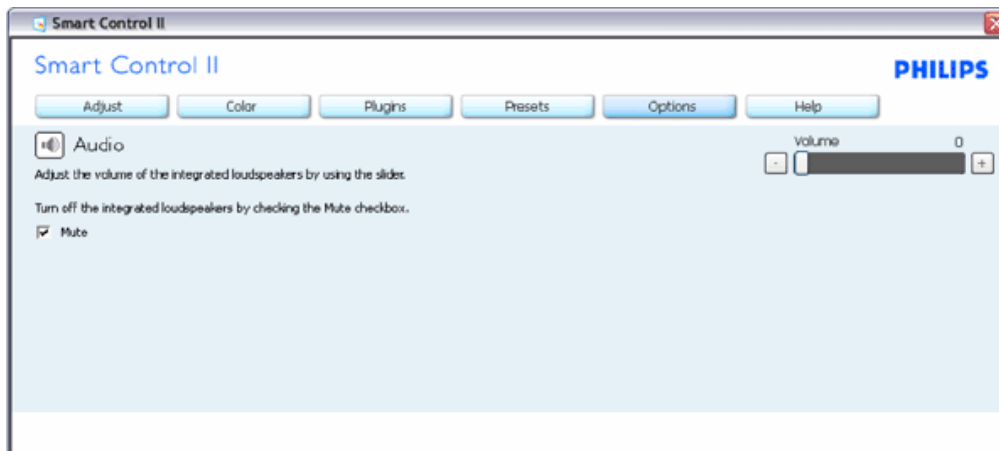 Smart Control II
Smart Control II
PHILIPS
Adjust Color Plugins Presets Options Help
Audio
Volume 0
- +
Adjust the volume of the integrated loudspeakers by using the slider.
Turn off the integrated loudspeakers by checking the Mute checkbox.
Mute